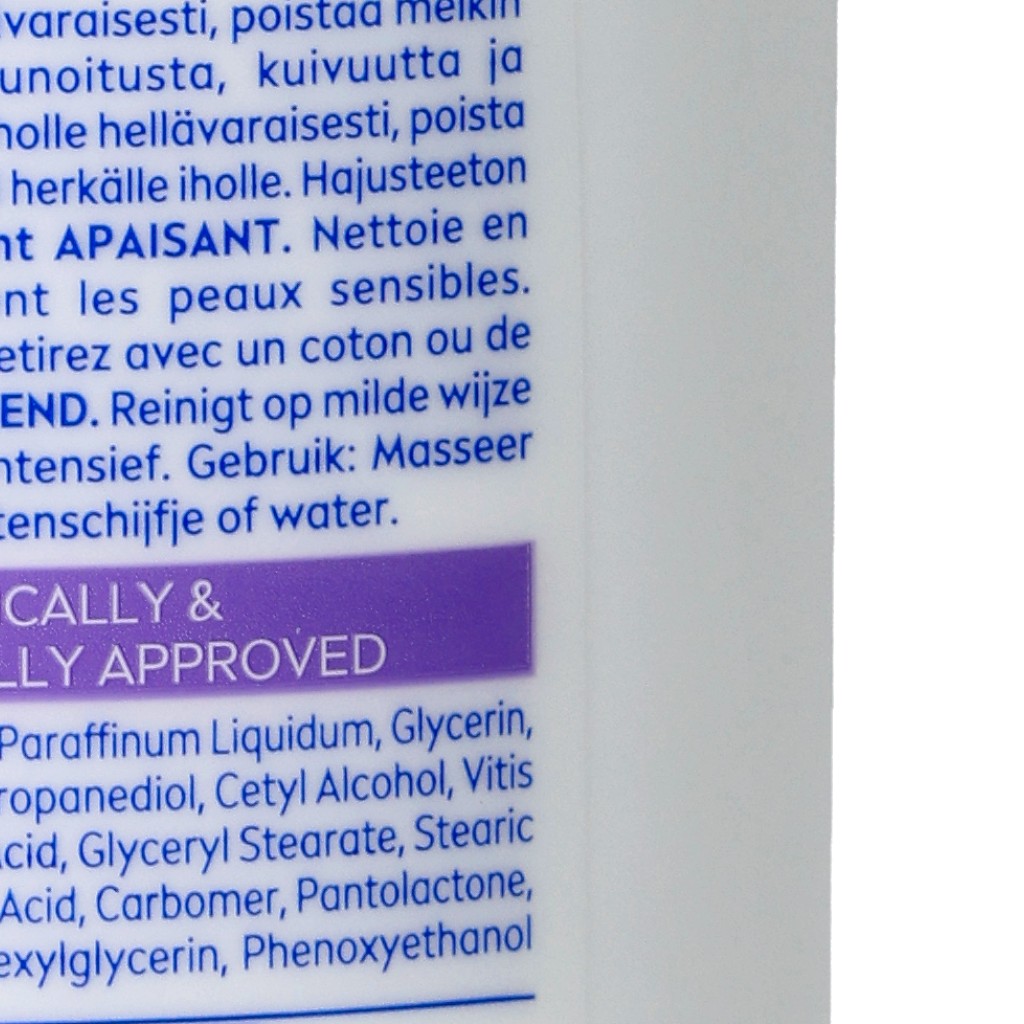 varaisesti, poistaa meikin
unoitusta, kuivuutta ja
holle hellävaraisesti, poista
herkälle iholle. Hajusteeton
nt APAISANT. Nettoie en
nt les peaux sensibles.
etirez avec un coton ou de
END. Reinigt op milde wijze
ntensief. Gebruik: Masseer
tenschijfje of water.
CALLY &
LLY APPROVED
Paraffinum Liquidum, Glycerin,
ropanediol, Cetyl Alcohol, Vitis
cid, Glyceryl Stearate, Stearic
Acid, Carbomer, Pantolactone,
exylglycerin, Phenoxyethanol